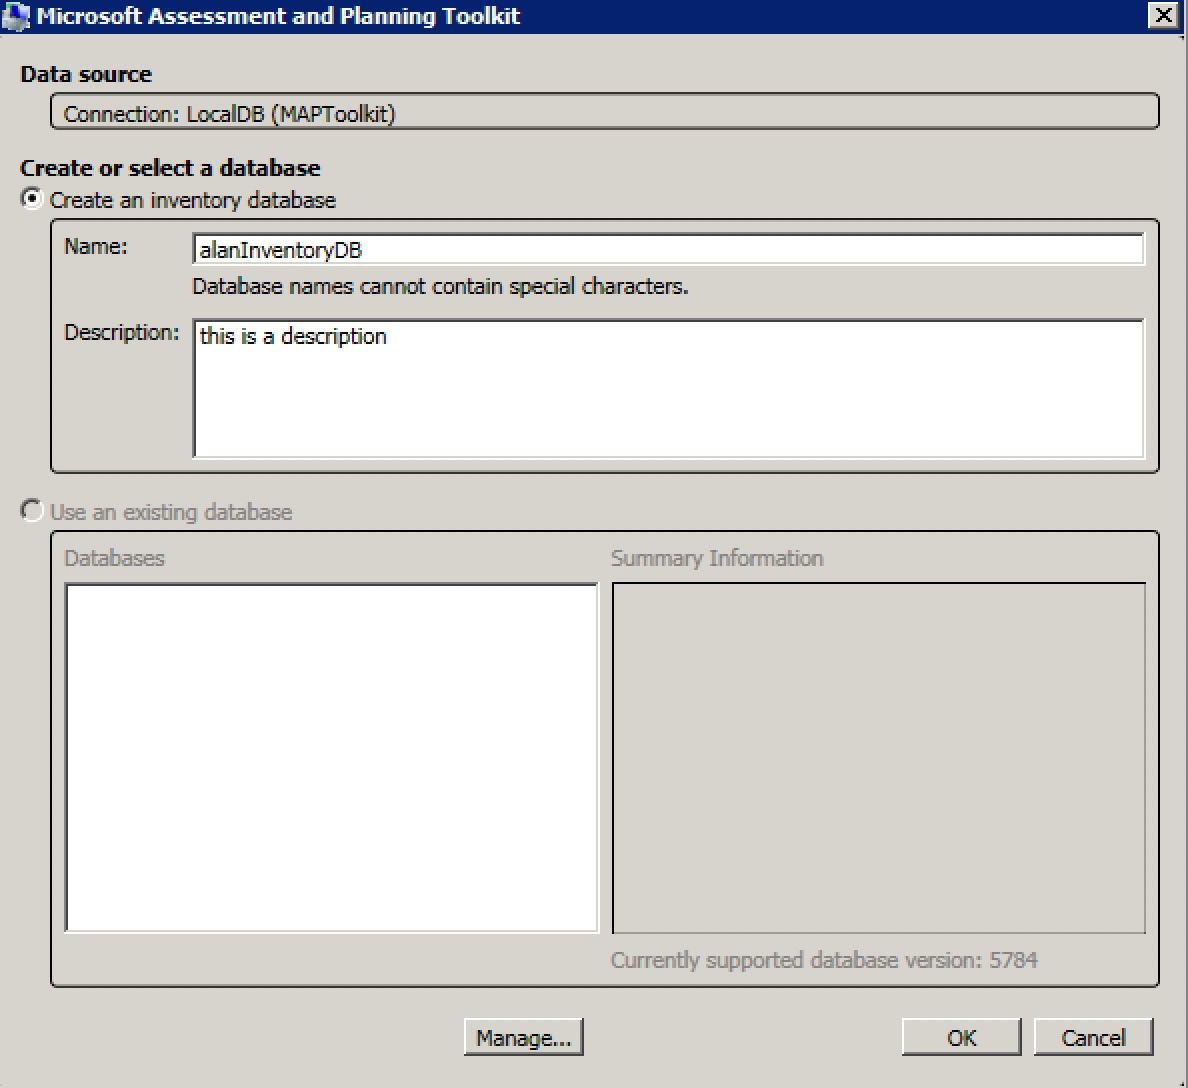 Microsoft Assessment and Planning Toolkit
Data source
Connection: LocalDB (MAPToolkit)
Create or select a database
Create an inventory database
Name:
alanInventoryDB
Database names cannot contain special characters.
Description:
this is a description
Use an existing database
Databases
Summary Information
Currently supported database version: 5784
Manage...
OK
Cancel